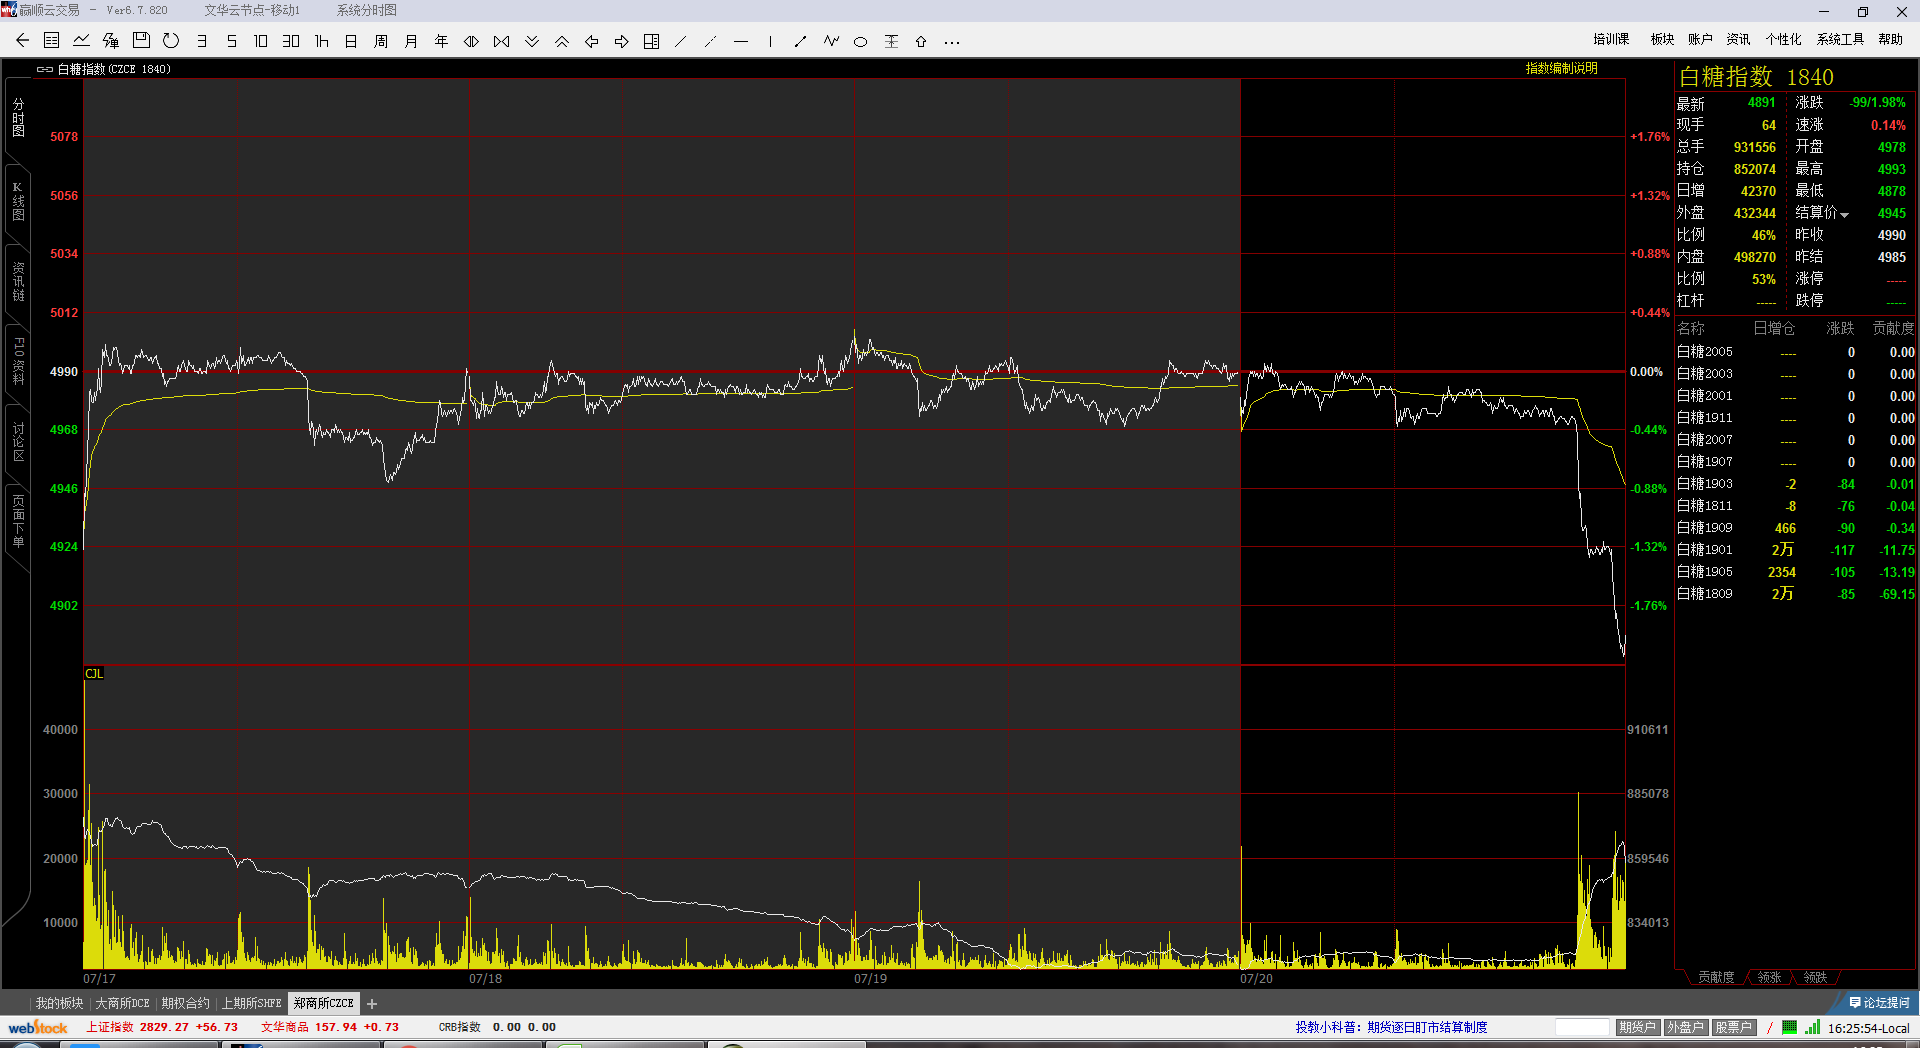 赢顺云交易 － Ver6.7.820 文华云节点-移动1 系统分时图
3 5 10 30 1h 日 周 月 年 ...
培训课 板块 账户 资讯 个性化 系统工具 帮助
分时图
K线图
资讯链
F10资料
讨论区
页面下单
白糖指数(CZCE 1840)
指数编制说明
5078 +1.76%
5056 +1.32%
5034 +0.88%
5012 +0.44%
4990 0.00%
4968 -0.44%
4946 -0.88%
4924 -1.32%
4902 -1.76%
CJL
40000 910611
30000 885078
20000 859546
10000 834013
07/17 07/18 07/19 07/20
白糖指数 1840
最新 4891 涨跌 -99/1.98%
现手 64 速涨 0.14%
总手 931556 开盘 4978
持仓 852074 最高 4993
日增 42370 最低 4878
外盘 432344 结算价 4945
比例 46% 昨收 4990
内盘 498270 昨结 4985
比例 53% 涨停 -----
杠杆 ----- 跌停 -----
名称 日增仓 涨跌 贡献度
白糖2005 ---- 0 0.00
白糖2003 ---- 0 0.00
白糖2001 ---- 0 0.00
白糖1911 ---- 0 0.00
白糖2007 ---- 0 0.00
白糖1907 ---- 0 0.00
白糖1903 -2 -84 -0.01
白糖1811 -8 -76 -0.04
白糖1909 466 -90 -0.34
白糖1901 2万 -117 -11.75
白糖1905 2354 -105 -13.19
白糖1809 2万 -85 -69.15
贡献度 领涨 领跌
我的板块 大商所DCE 期权合约 上期所SHFE 郑商所CZCE +
论坛提问
webstock 上证指数 2829.27 +56.73 文华商品 157.94 +0.73 CRB指数 0.00 0.00 投教小科普：期货逐日盯市结算制度 期货户 外盘户 股票户 16:25:54-Local